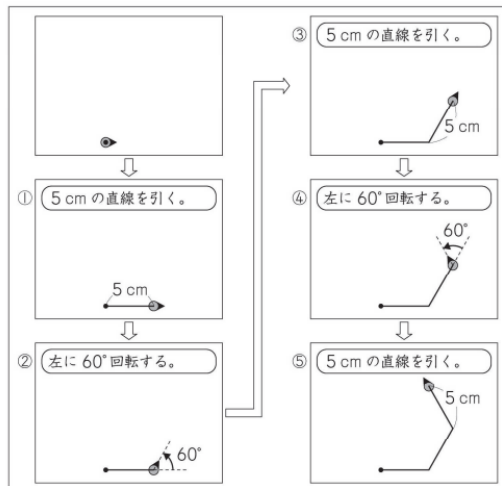 ① 5 cm の直線を引く。
5 cm
② 左に 60°回転する。
60°
③ 5 cm の直線を引く。
5 cm
④ 左に 60°回転する。
60°
⑤ 5 cm の直線を引く。
5 cm